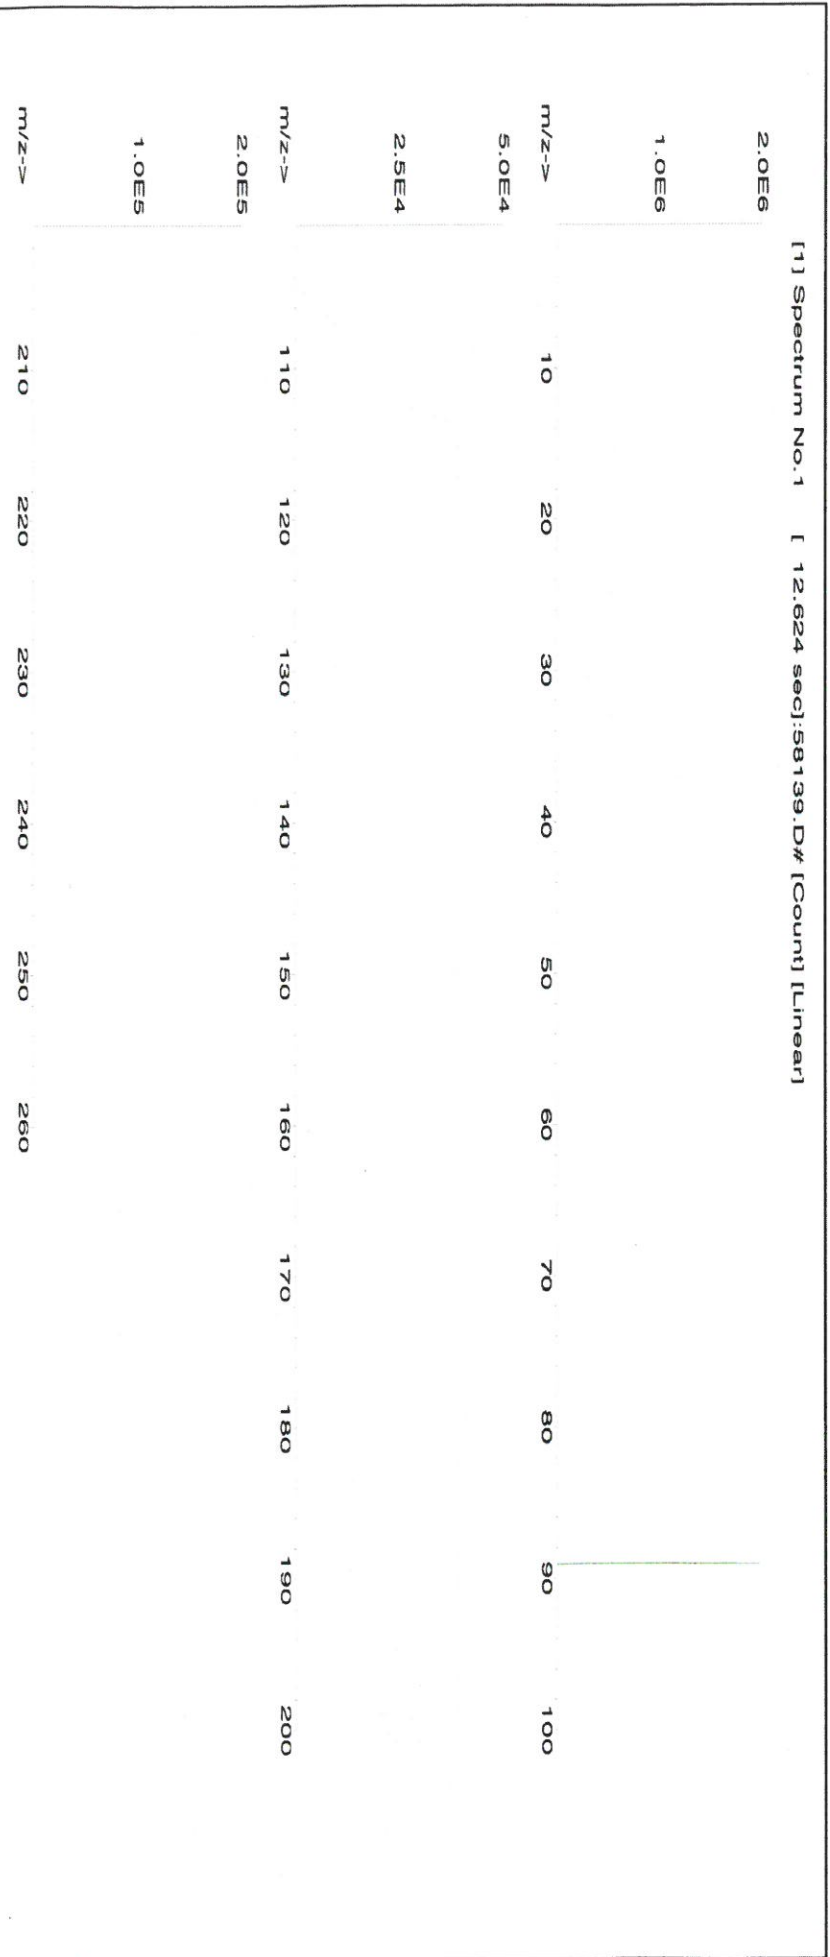 [1] Spectrum No.1 [ 12.624 sec]:58139.D# [Count] [Linear]
2.0E6
1.0E6
m/z-> 10 20 30 40 50 60 70 80 90 100
5.0E4
2.5E4
m/z-> 110 120 130 140 150 160 170 180 190 200
2.0E5
1.0E5
m/z-> 210 220 230 240 250 260